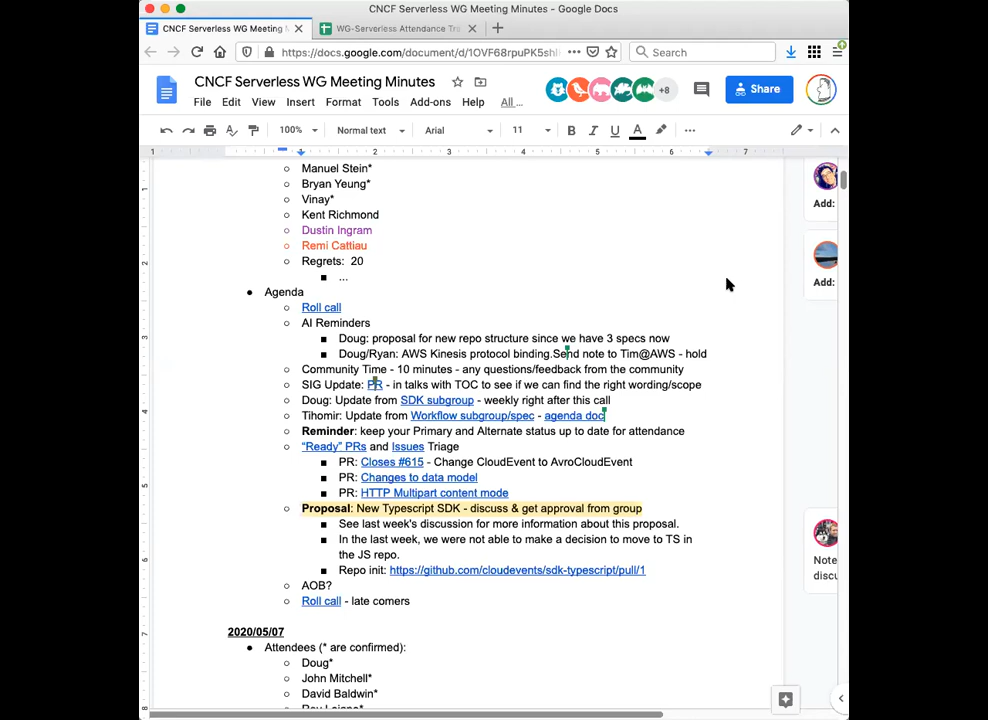 CNCF Serverless WG Meeting Minutes - Google Docs
CNCF Serverless WG Meeting M
WG-Serverless Attendance Tra
https://docs.google.com/document/d/1OVF68rpuPK5shI
Search
CNCF Serverless WG Meeting Minutes
+8
Share
File Edit View Insert Format Tools Add-ons Help All ...
100% Normal text Arial 11
1 1 2 3 4 5 6 7
Manuel Stein*
Bryan Yeung*
Vinay*
Kent Richmond
Dustin Ingram
Remi Cattiau
Regrets: 20
...
Agenda
Roll call
AI Reminders
Doug: proposal for new repo structure since we have 3 specs now
Doug/Ryan: AWS Kinesis protocol binding.Send note to Tim@AWS - hold
Community Time - 10 minutes - any questions/feedback from the community
SIG Update: PR - in talks with TOC to see if we can find the right wording/scope
Doug: Update from SDK subgroup - weekly right after this call
Tihomir: Update from Workflow subgroup/spec - agenda doc
Reminder: keep your Primary and Alternate status up to date for attendance
“Ready” PRs and Issues Triage
PR: Closes #615 - Change CloudEvent to AvroCloudEvent
PR: Changes to data model
PR: HTTP Multipart content mode
Proposal: New Typescript SDK - discuss & get approval from group
See last week's discussion for more information about this proposal.
In the last week, we were not able to make a decision to move to TS in
the JS repo.
Repo init: https://github.com/cloudevents/sdk-typescript/pull/1
AOB?
Roll call - late comers
2020/05/07
Attendees (* are confirmed):
Doug*
John Mitchell*
David Baldwin*
Add:
Add:
Note
discu